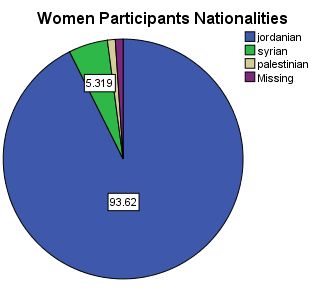 Women Participants Nationalities
jordanian
syrian
palestinian
Missing
5.319
93.62